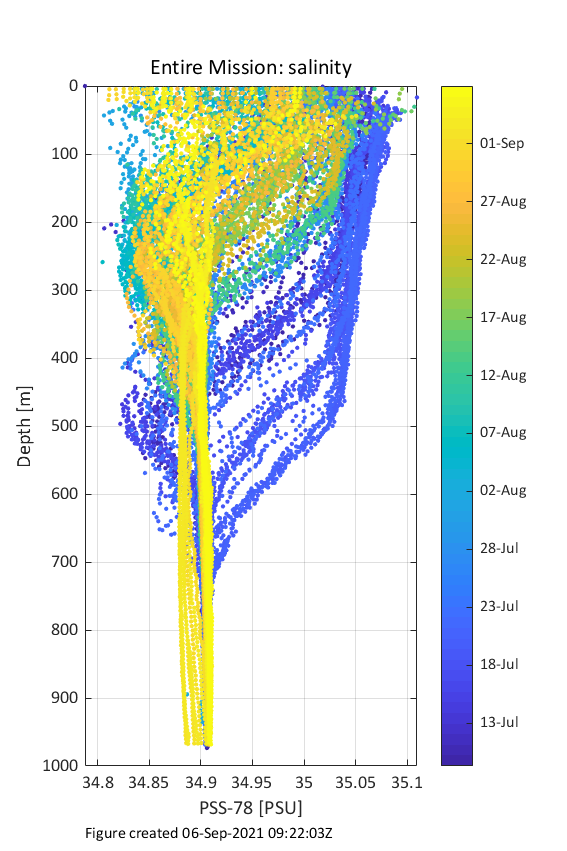 Entire Mission: salinity
0
100
200
300
400
500
600
700
800
900
1000
Depth [m]
34.8 34.85 34.9 34.95 35 35.05 35.1
PSS-78 [PSU]
01-Sep
27-Aug
22-Aug
17-Aug
12-Aug
07-Aug
02-Aug
28-Jul
23-Jul
18-Jul
13-Jul
Figure created 06-Sep-2021 09:22:03Z